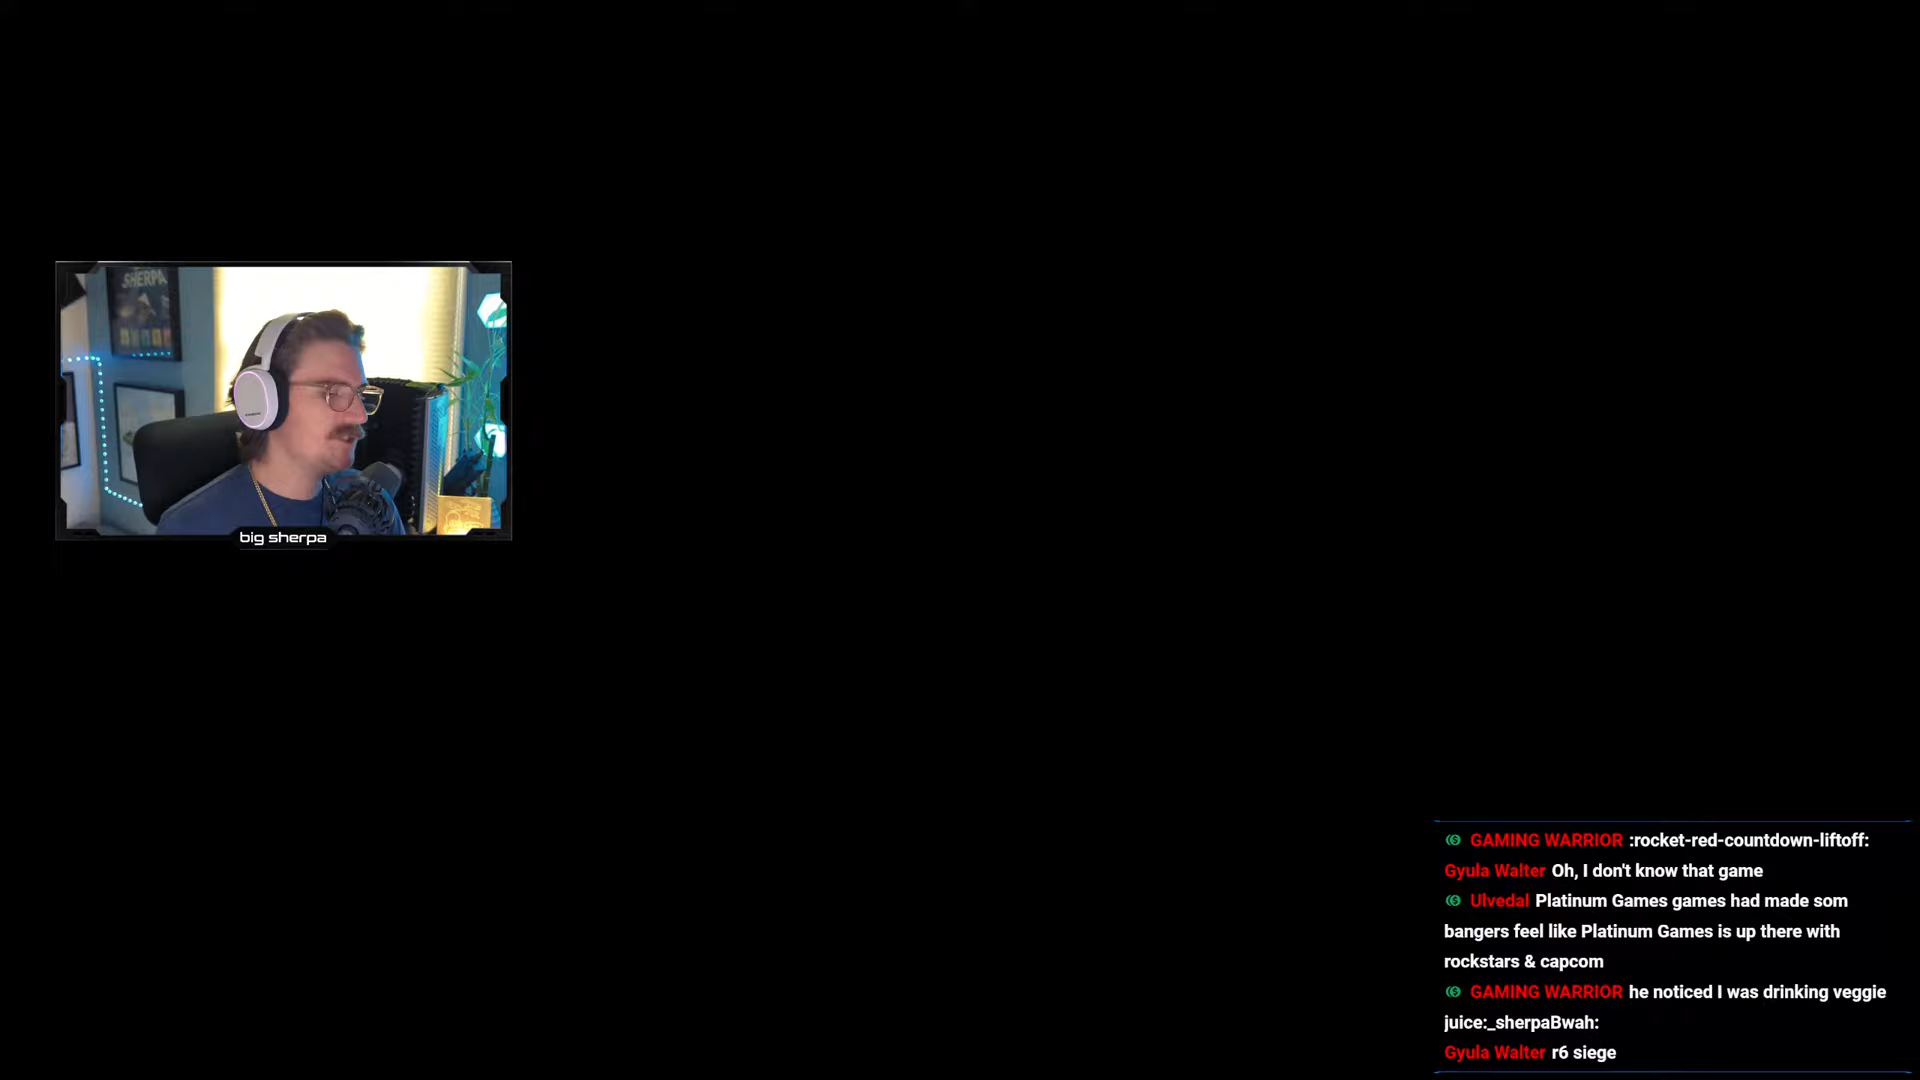 SHERPA
big sherpa
GAMING WARRIOR :rocket-red-countdown-liftoff:
Gyula Walter Oh, I don't know that game
Ulvedal Platinum Games games had made som
bangers feel like Platinum Games is up there with
rockstars & capcom
GAMING WARRIOR he noticed I was drinking veggie
juice:_sherpaBwah:
Gyula Walter r6 siege